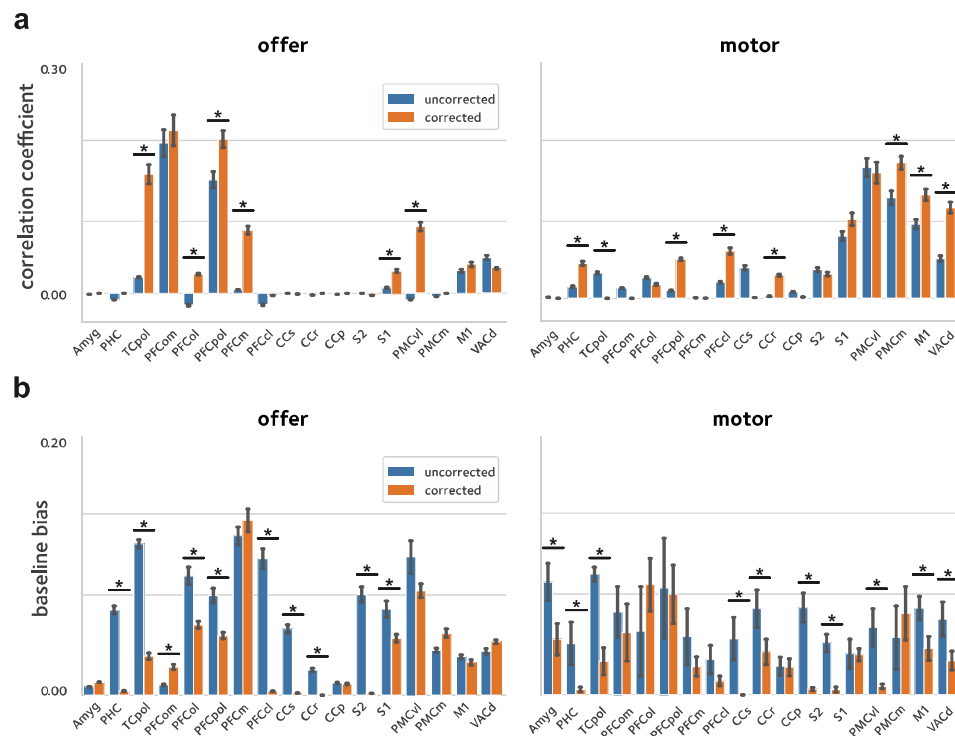 a
offer
motor
0.30
0.00
correlation coefficient
uncorrected
corrected
* * * * * * *
* * * * * * * *
Amyg PHC TCpol PFCom PFCol PFCpol PFCm PFCcl CCs CCr CCp S2 S1 PMCvl PMCm M1 VACd
Amyg PHC TCpol PFCom PFCol PFCpol PFCm PFCcl CCs CCr CCp S2 S1 PMCvl PMCm M1 VACd
b
offer
motor
0.20
0.00
baseline bias
uncorrected
corrected
* * * * * * * * * *
* * * * * * * * * *
Amyg PHC TCpol PFCom PFCol PFCpol PFCm PFCcl CCs CCr CCp S2 S1 PMCvl PMCm M1 VACd
Amyg PHC TCpol PFCom PFCol PFCpol PFCm PFCcl CCs CCr CCp S2 S1 PMCvl PMCm M1 VACd